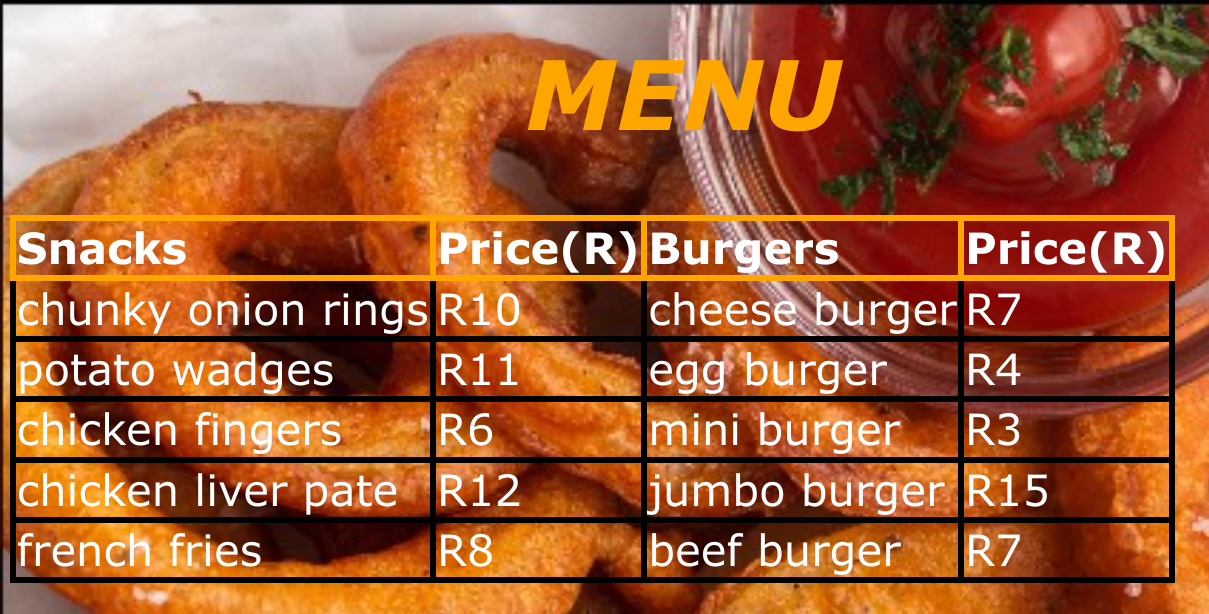 MENU
Snacks Price(R) Burgers Price(R)
chunky onion rings R10 cheese burger R7
potato wadges R11 egg burger R4
chicken fingers R6 mini burger R3
chicken liver pate R12 jumbo burger R15
french fries R8 beef burger R7